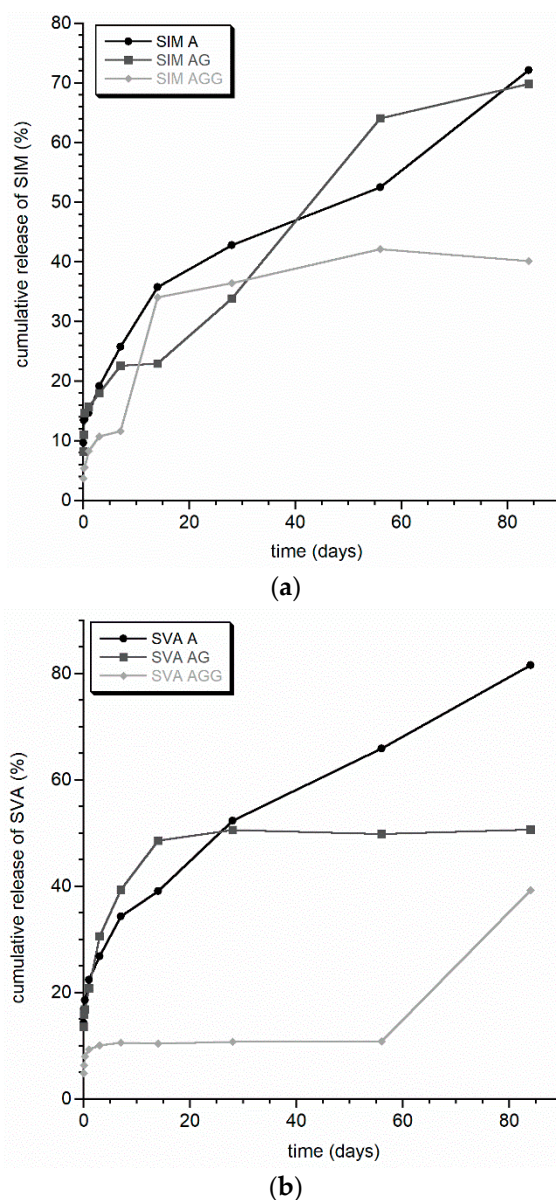 80
SIM A
SIM AG
SIM AGG
70
60
50
40
30
20
10
0
cumulative release of SIM (%)
0 20 40 60 80
time (days)
(a)
SVA A
SVA AG
SVA AGG
80
60
40
20
0
cumulative release of SVA (%)
0 20 40 60 80
time (days)
(b)